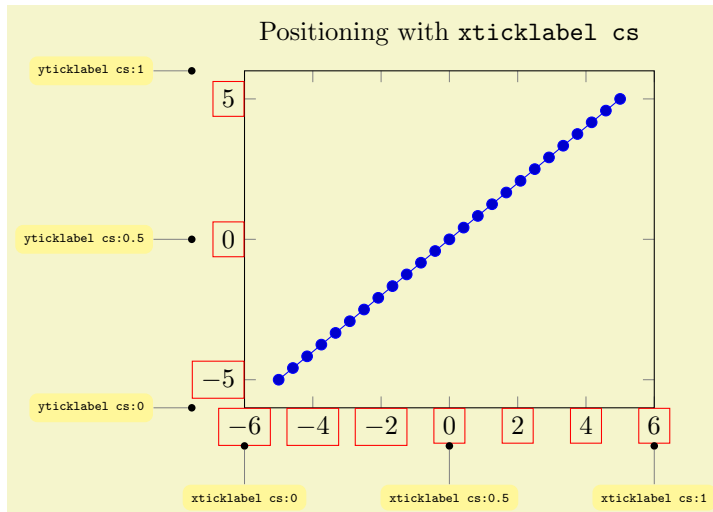 Positioning with xticklabel cs
yticklabel cs:1
5
yticklabel cs:0.5
0
−5
yticklabel cs:0
−6 −4 −2 0 2 4 6
xticklabel cs:0 xticklabel cs:0.5 xticklabel cs:1